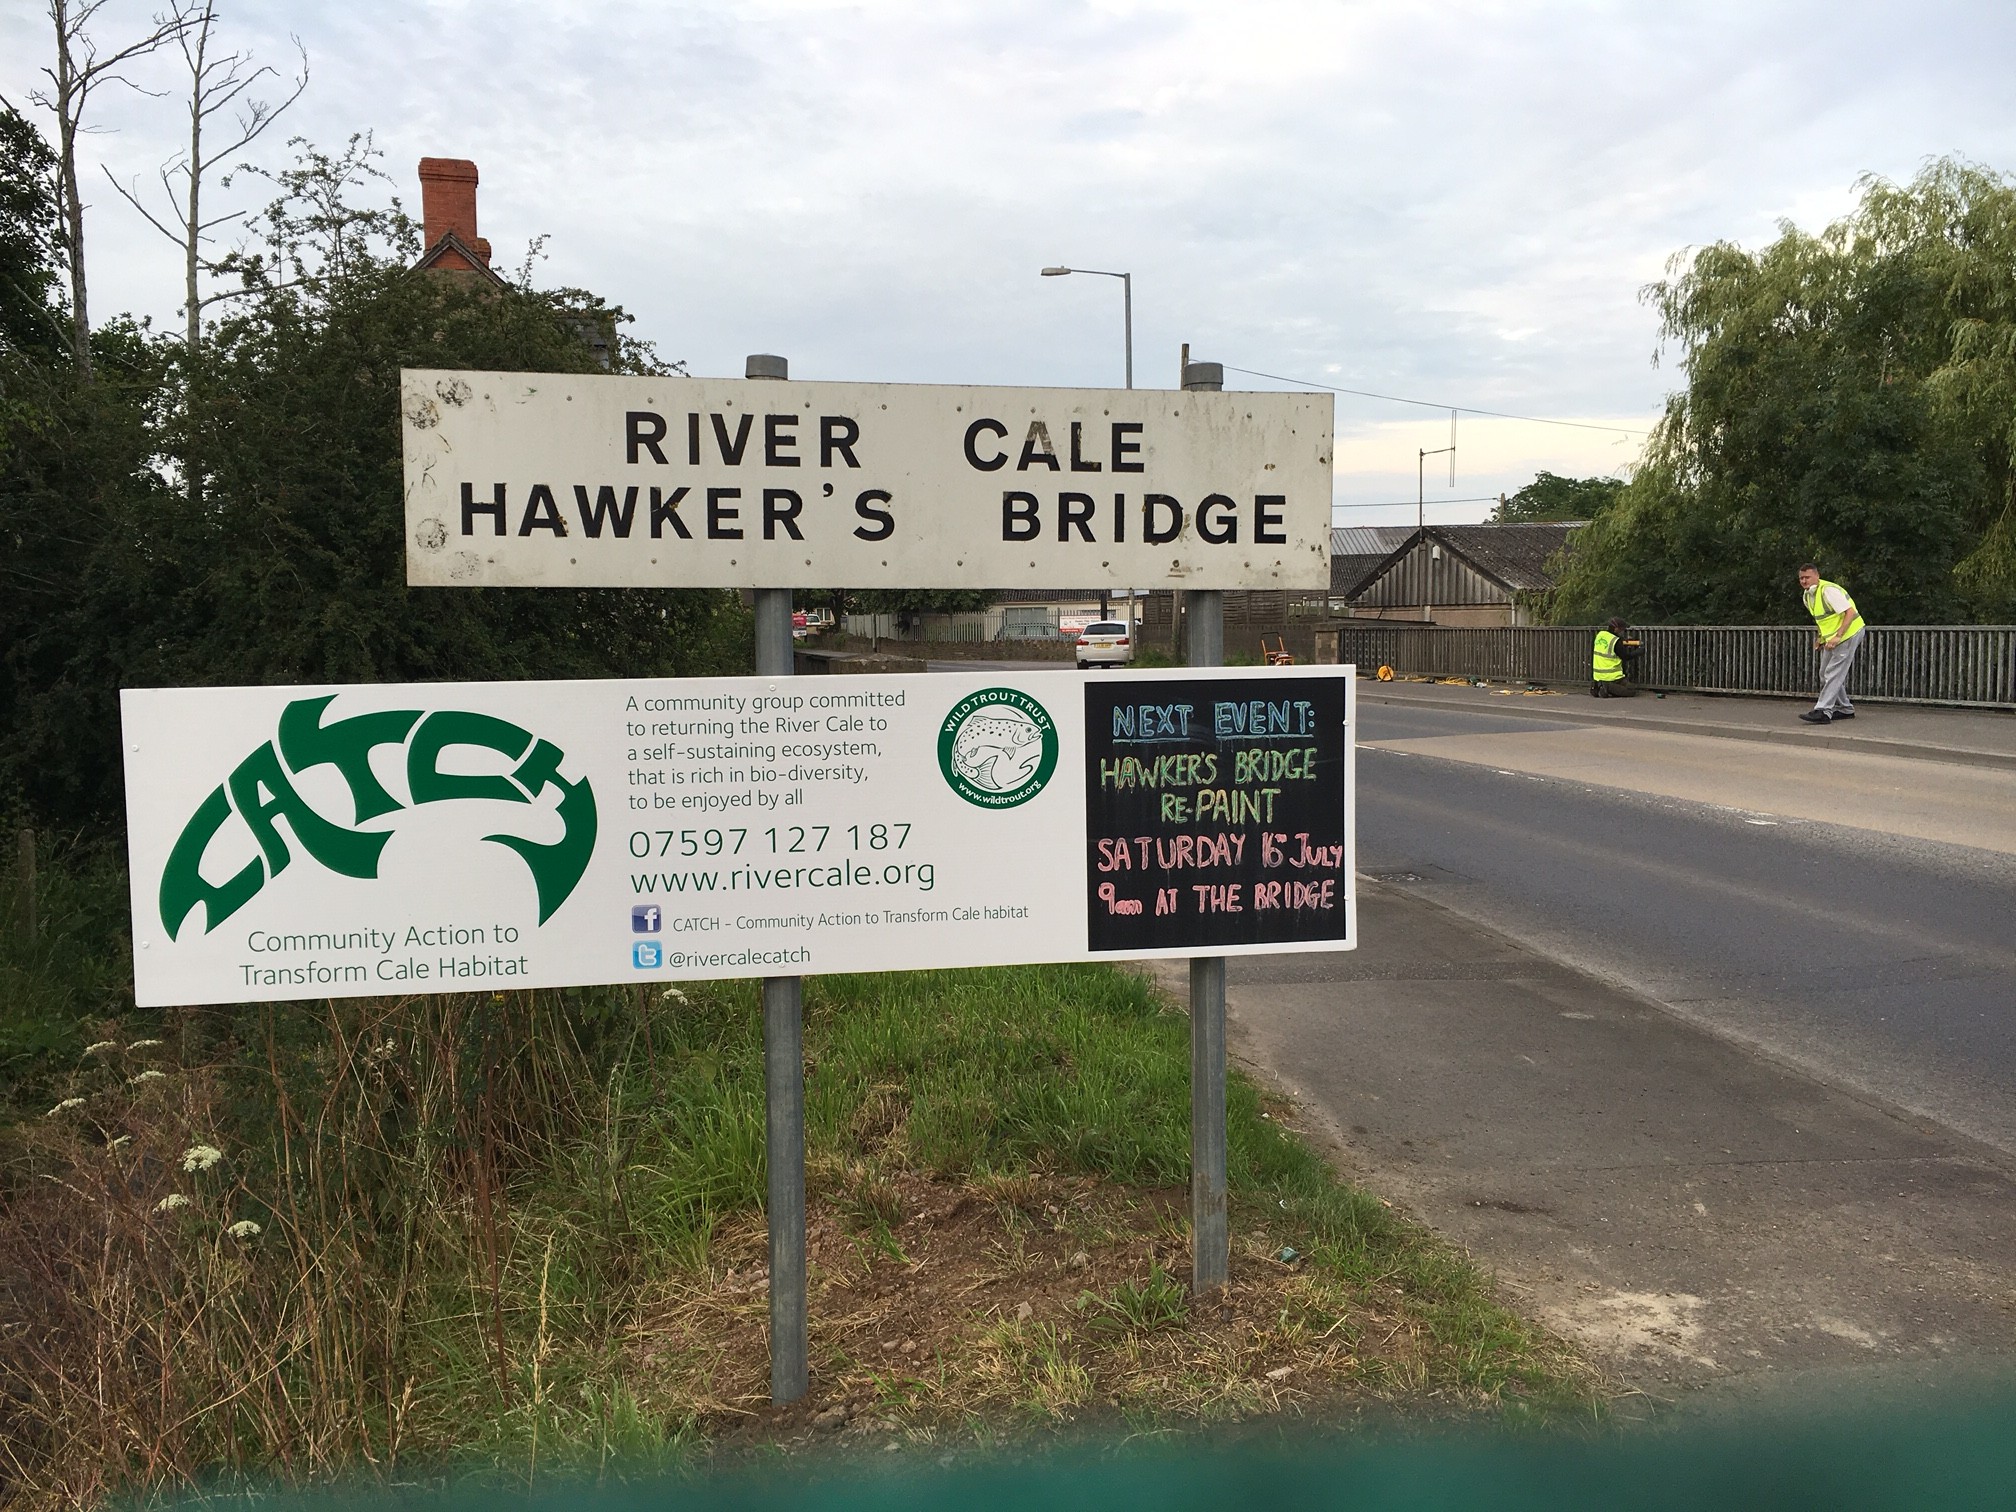 RIVER CALE
HAWKER'S BRIDGE
CATCH
Community Action to
Transform Cale Habitat
A community group committed
to returning the River Cale to
a self-sustaining ecosystem,
that is rich in bio-diversity,
to be enjoyed by all
07597 127 187
www.rivercale.org
f CATCH - Community Action to Transform Cale habitat
t @rivercalecatch
WILD TROUT TRUST
www.wildtrout.org
NEXT EVENT:
HAWKER'S BRIDGE
RE-PAINT
SATURDAY 16th JULY
9am AT THE BRIDGE